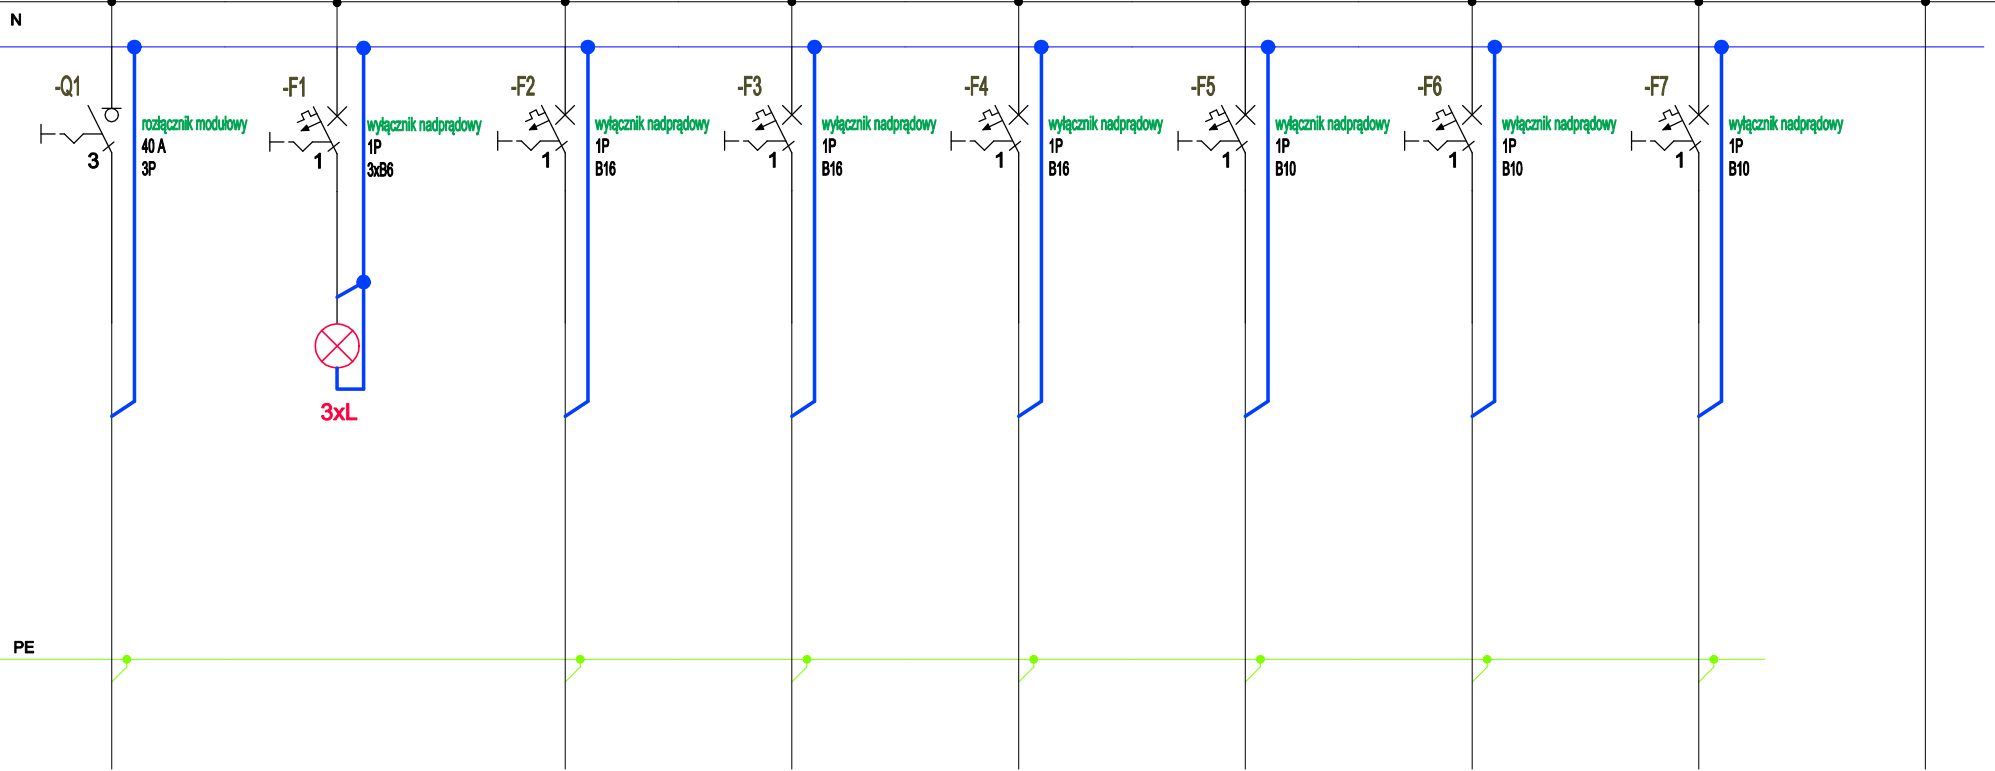 N
-Q1
rozłącznik modułowy
40 A
3P
3
-F1
wyłącznik nadprądowy
1P
3xB6
1
3xL
-F2
wyłącznik nadprądowy
1P
B16
1
-F3
wyłącznik nadprądowy
1P
B16
1
-F4
wyłącznik nadprądowy
1P
B16
1
-F5
wyłącznik nadprądowy
1P
B10
1
-F6
wyłącznik nadprądowy
1P
B10
1
-F7
wyłącznik nadprądowy
1P
B10
1
PE